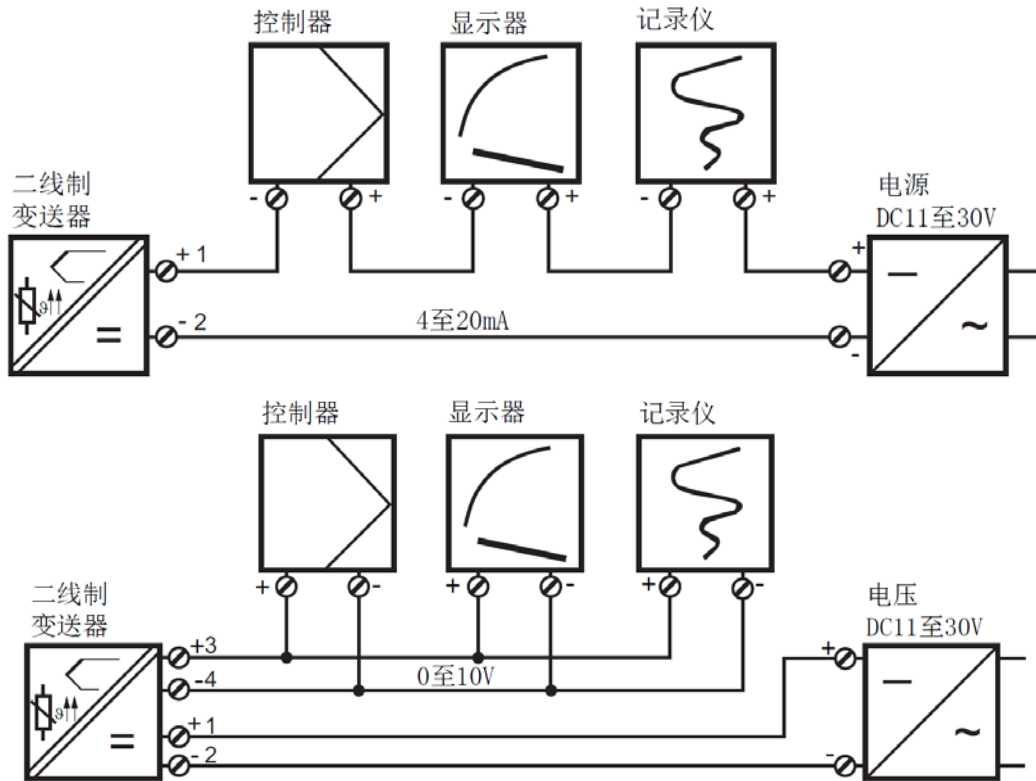 控制器
显示器
记录仪
二线制
变送器
电源
DC11至30V
- + - + - +
+1
+
-2
4至20mA
-
ϑ
=
—
~
控制器
显示器
记录仪
二线制
变送器
电压
DC11至30V
+ - + - + -
+3
-4
0至10V
+
+1
-2
-
ϑ
=
—
~